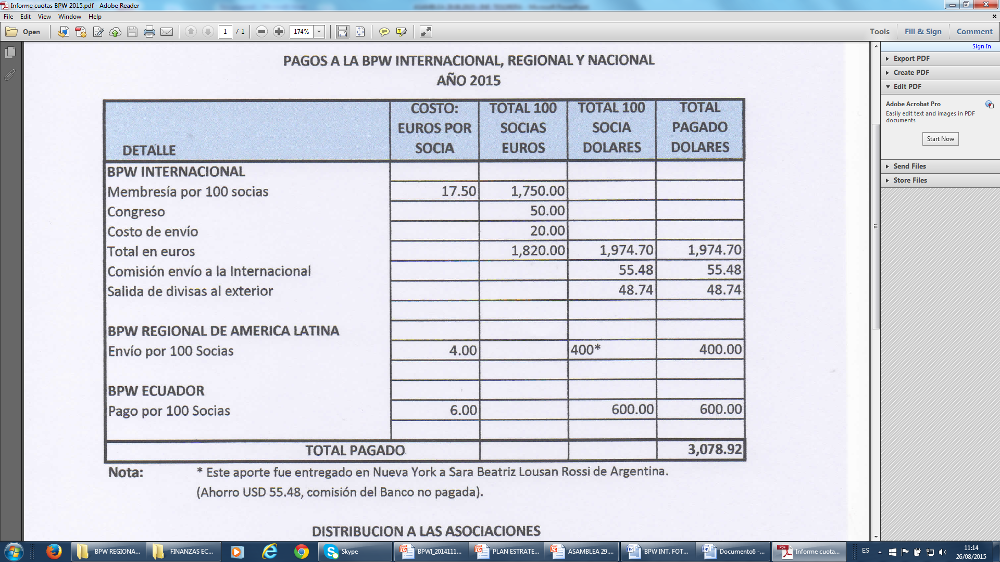 Informe cuotas BPW 2015.pdf - Adobe Reader
File Edit View Window Help
Open 1 / 1 174% Tools Fill & Sign Comment
Sign In
Export PDF
Create PDF
Edit PDF
Adobe Acrobat Pro
Easily edit text and images in PDF
documents
Start Now
Send Files
Store Files
PAGOS A LA BPW INTERNACIONAL, REGIONAL Y NACIONAL
AÑO 2015
DETALLE
COSTO:
EUROS POR
SOCIA
TOTAL 100
SOCIAS
EUROS
TOTAL 100
SOCIA
DOLARES
TOTAL
PAGADO
DOLARES
BPW INTERNACIONAL
Membresía por 100 socias 17.50 1,750.00
Congreso 50.00
Costo de envío 20.00
Total en euros 1,820.00 1,974.70 1,974.70
Comisión envío a la Internacional 55.48 55.48
Salida de divisas al exterior 48.74 48.74
BPW REGIONAL DE AMERICA LATINA
Envío por 100 Socias 4.00 400* 400.00
BPW ECUADOR
Pago por 100 Socias 6.00 600.00 600.00
TOTAL PAGADO 3,078.92
Nota: * Este aporte fue entregado en Nueva York a Sara Beatriz Lousan Rossi de Argentina.
(Ahorro USD 55.48, comisión del Banco no pagada).
DISTRIBUCION A LAS ASOCIACIONES
BPW REGIONA... FINANZAS EC... Skype BPWI_2014111... PLAN ESTRATE... ASAMBLEA 29.... BPW INT. FOT... Documento6 -... Informe cuota... ES 11:14
26/08/2015